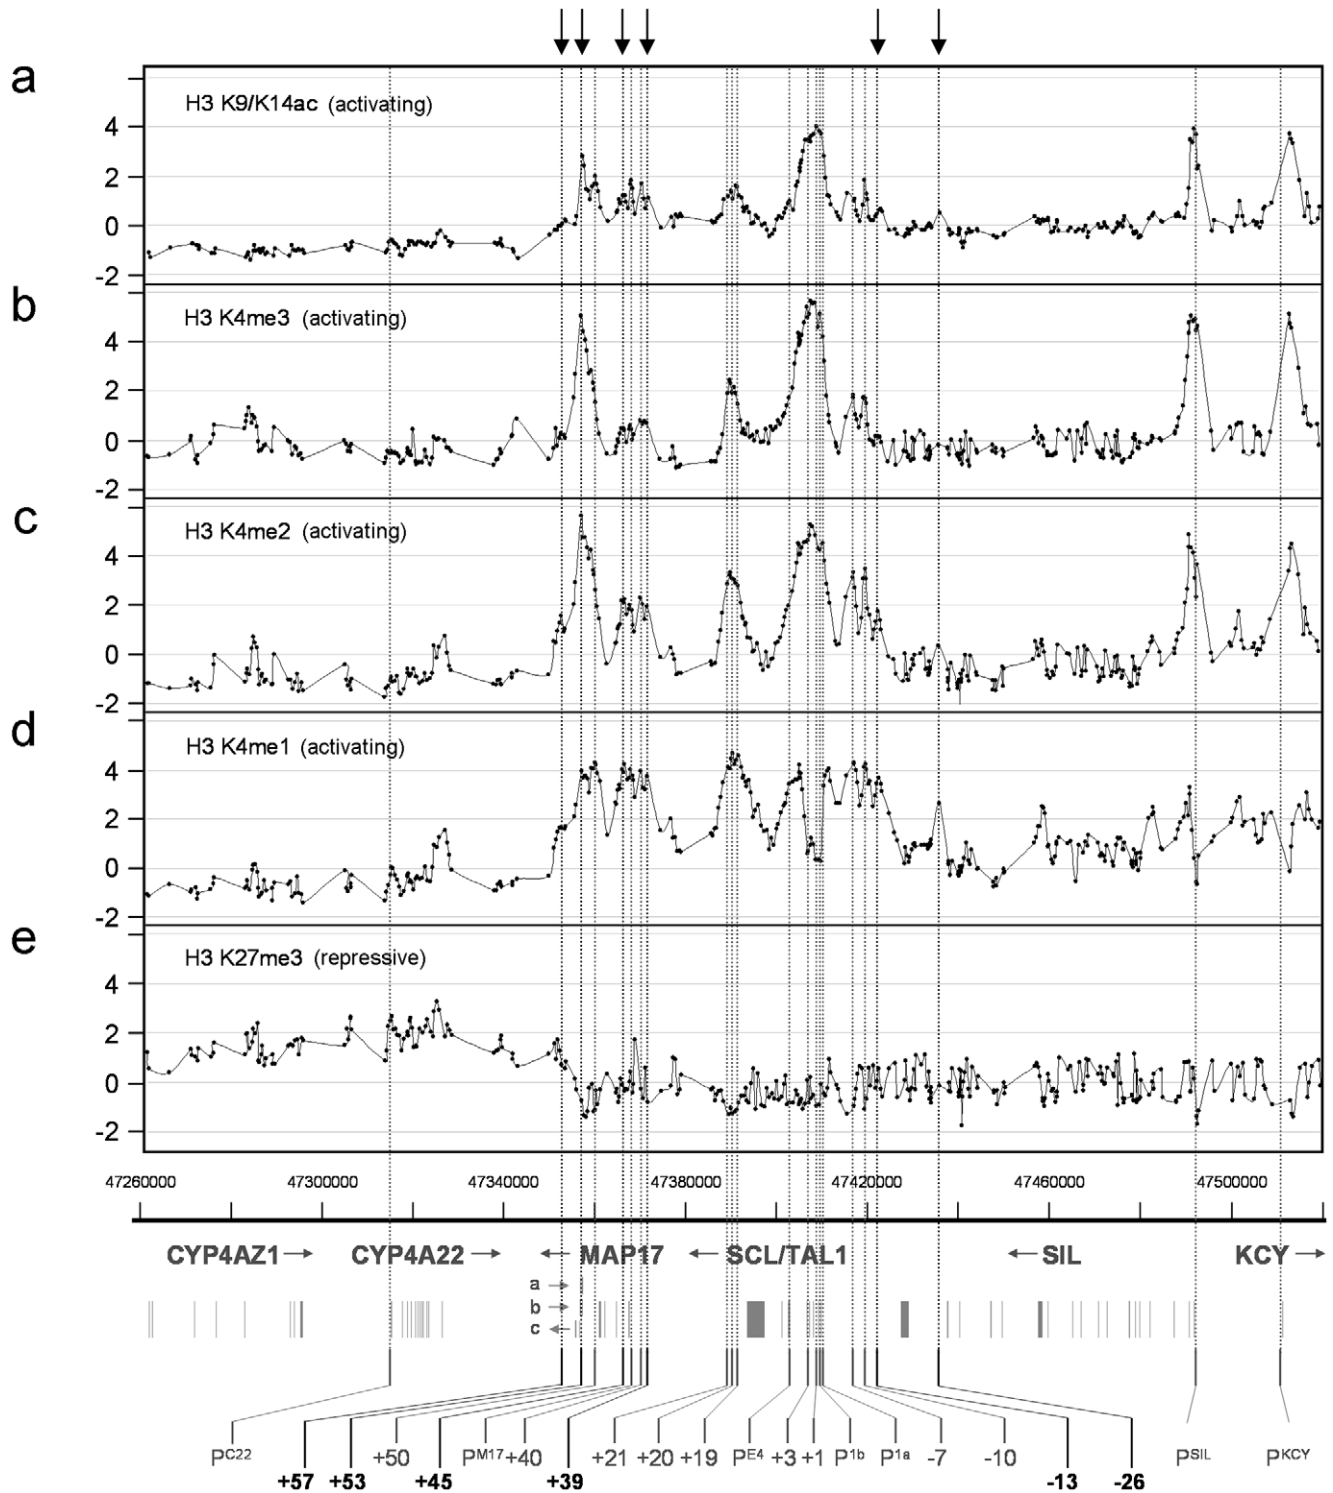 a
H3 K9/K14ac (activating)
4
2
0
-2
b
H3 K4me3 (activating)
4
2
0
-2
c
H3 K4me2 (activating)
4
2
0
-2
d
H3 K4me1 (activating)
4
2
0
-2
e
H3 K27me3 (repressive)
4
2
0
-2
47260000 47300000 47340000 47380000 47420000 47460000 47500000
CYP4AZ1 → CYP4A22 → ← MAP17 ← SCL/TAL1 ← SIL KCY →
a →
b →
c ←
PC22 +50 PM17 +40 +21 +20 +19 PE4 +3 +1 P1b P1a -7 -10 PSIL PKCY
+57 +53 +45 +39 -13 -26